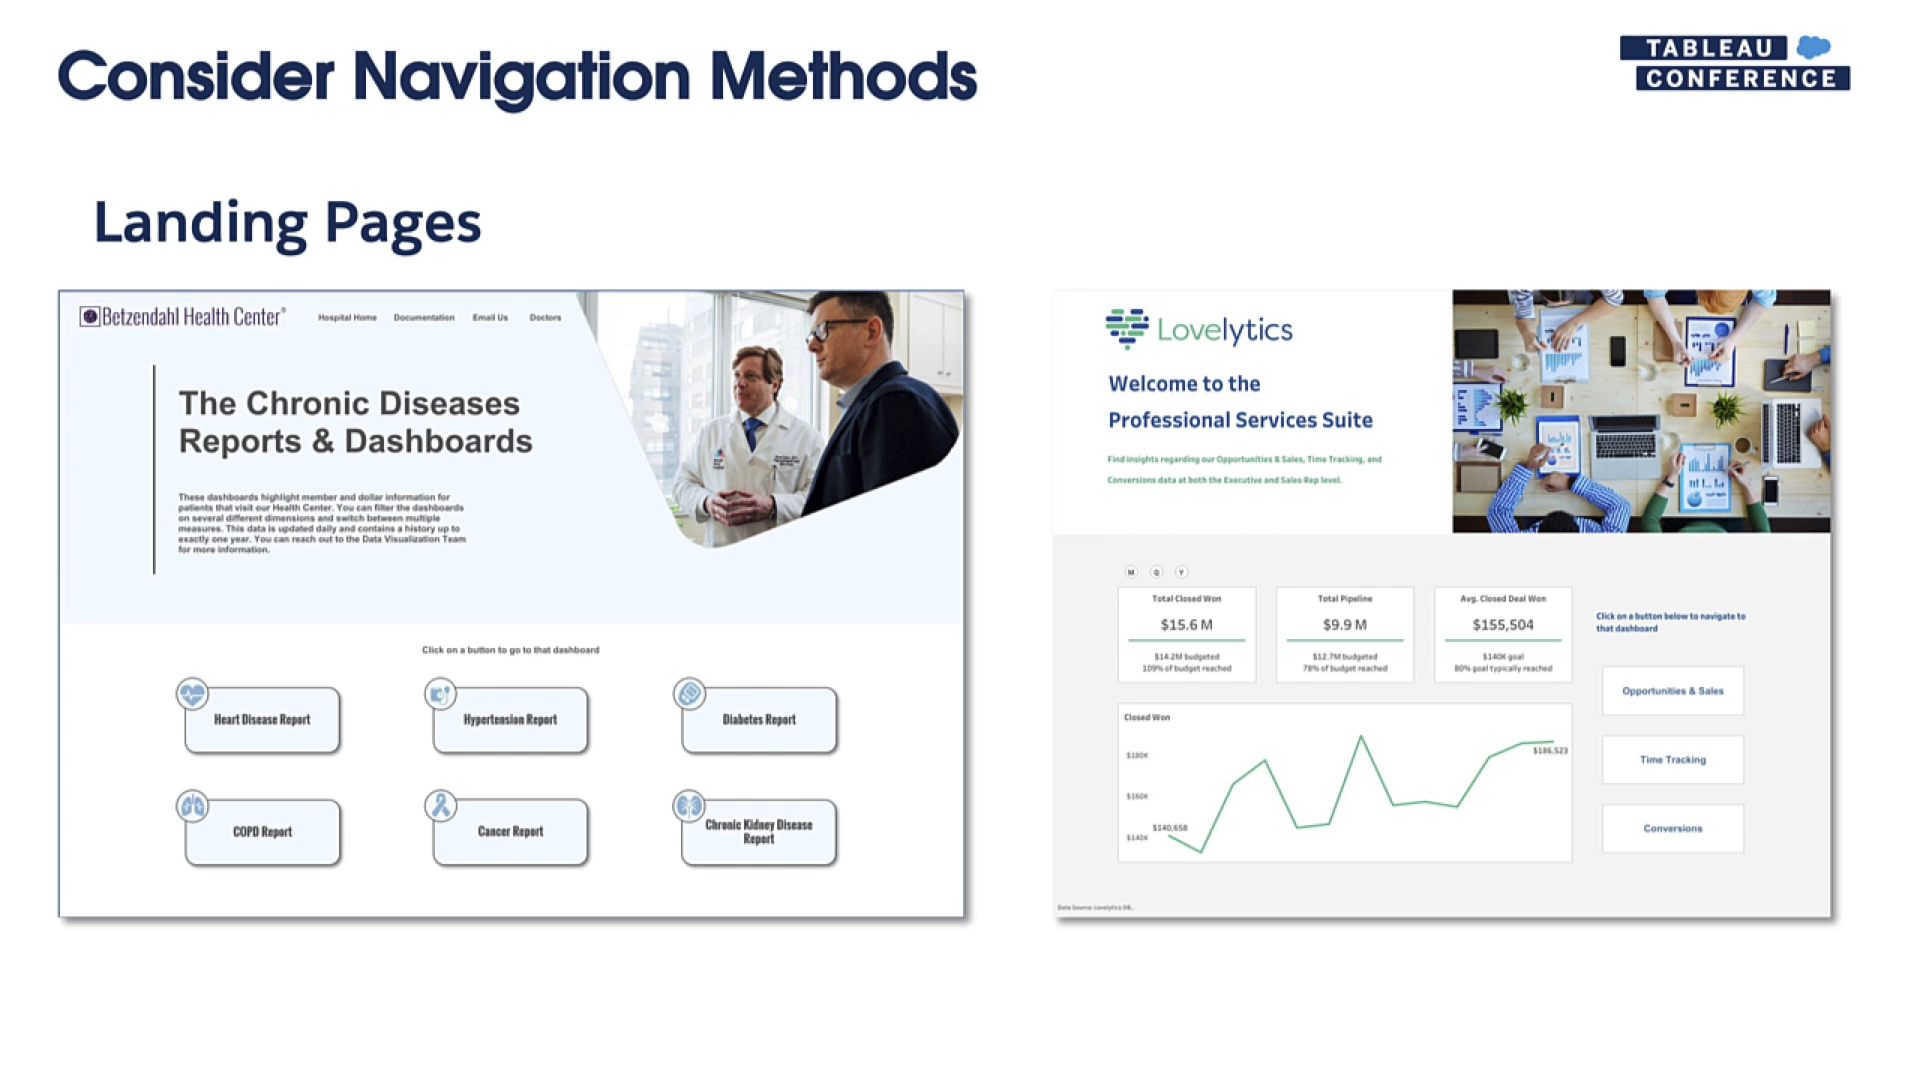 Consider Navigation Methods
TABLEAU
CONFERENCE
Landing Pages
Betzendahl Health Center®
Hospital Home
Documentation
Email Us
Doctors
The Chronic Diseases
Reports & Dashboards
These dashboards highlight member and dollar information for
patients that visit our Health Center. You can filter the dashboards
on several different dimensions and switch between multiple
measures. This data is updated daily and contains a history up to
exactly one year. You can reach out to the Data Visualization Team
for more information.
Click on a button to go to that dashboard
Heart Disease Report
Hypertension Report
Diabetes Report
COPD Report
Cancer Report
Chronic Kidney Disease
Report
Lovelytics
Welcome to the
Professional Services Suite
Find insights regarding our Opportunities & Sales, Time Tracking, and
Conversions data at both the Executive and Sales Rep level.
M
Q
Y
Total Closed Won
$15.6 M
$14.2M budgeted
109% of budget reached
Total Pipeline
$9.9 M
$12.7M budgeted
78% of budget reached
Avg. Closed Deal Won
$155,504
$140K goal
80% goal typically reached
Click on a button below to navigate to
that dashboard
Opportunities & Sales
Time Tracking
Conversions
Closed Won
$180K
$160K
$140K
$140,658
$186,523
Data Source: Lovelytics DB..